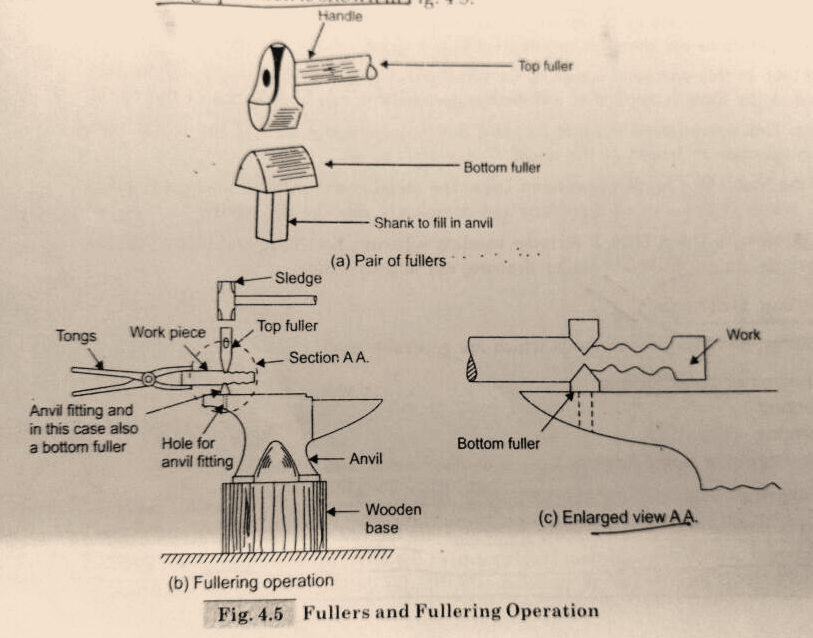 Handle
Top fuller
Bottom fuller
Shank to fill in anvil
(a) Pair of fullers
Sledge
Top fuller
Tongs
Work piece
Section A A.
Anvil fitting and
in this case also
a bottom fuller
Hole for
anvil fitting
Anvil
Wooden
base
(b) Fullering operation
Work
Bottom fuller
(c) Enlarged view AA.
Fig. 4.5 Fullers and Fullering Operation